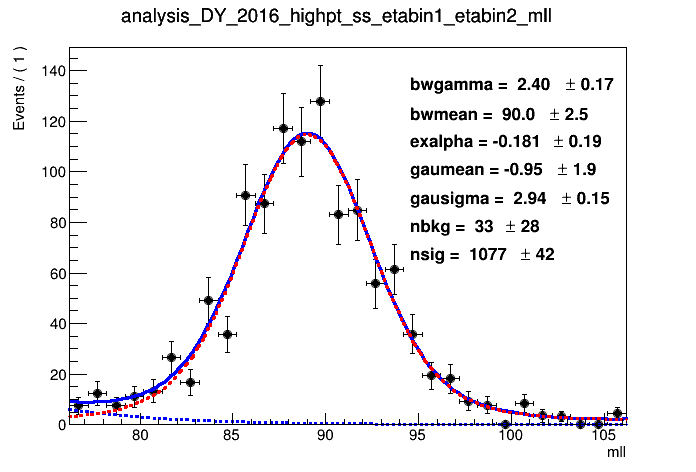 analysis_DY_2016_highpt_ss_etabin1_etabin2_mll
Events / ( 1 )
140
120
100
80
60
40
20
0
bwgamma = 2.40 ± 0.17
bwmean = 90.0 ± 2.5
exalpha = -0.181 ± 0.19
gaumean = -0.95 ± 1.9
gausigma = 2.94 ± 0.15
nbkg = 33 ± 28
nsig = 1077 ± 42
80 85 90 95 100 105
mll